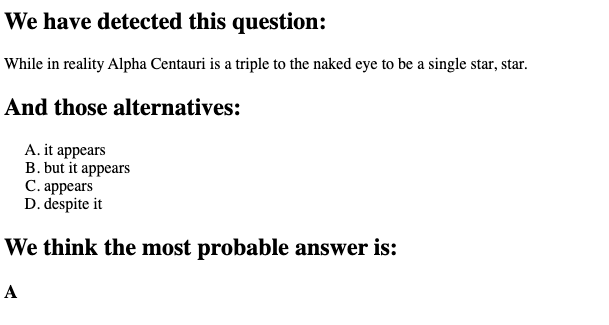 We have detected this question:
While in reality Alpha Centauri is a triple to the naked eye to be a single star, star.
And those alternatives:
A. it appears
B. but it appears
C. appears
D. despite it
We think the most probable answer is:
A